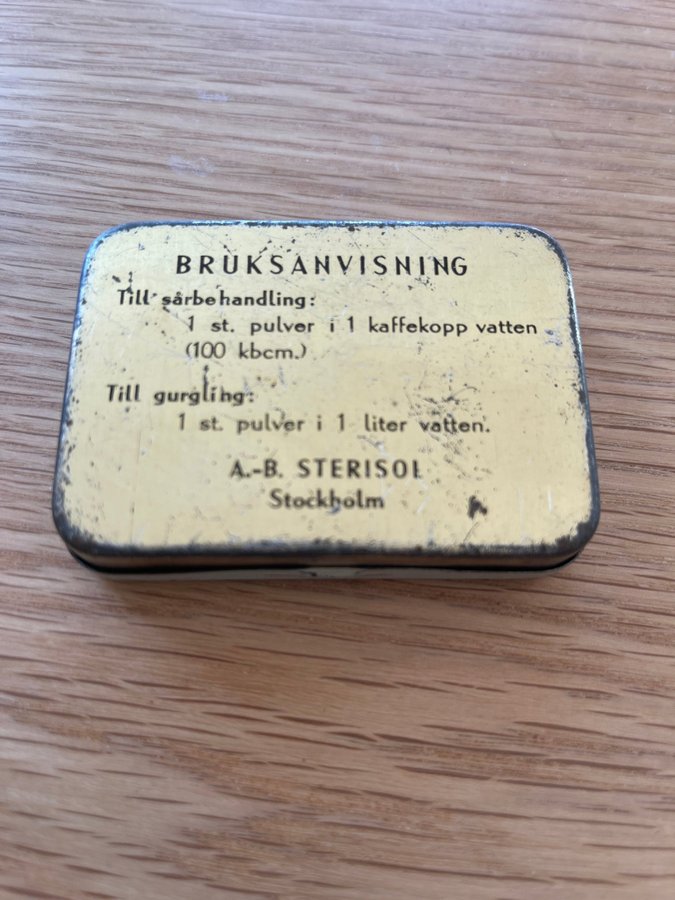 BRUKSANVISNING
Till sårbehandling:
1 st. pulver i 1 kaffekopp vatten
(100 kbcm.)
Till gurgling:
1 st. pulver i 1 liter vatten.
A.-B. STERISOL
Stockholm